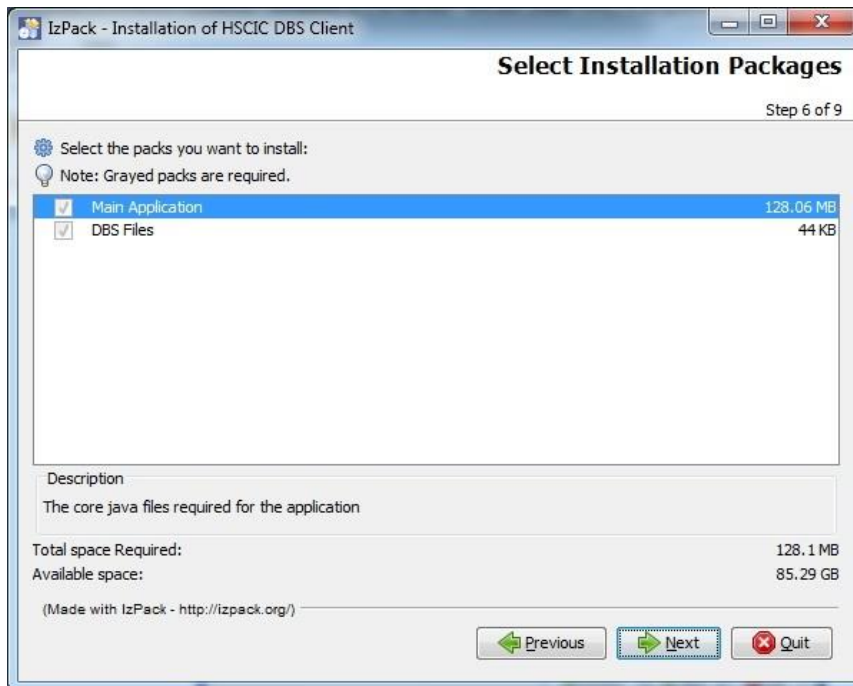 IzPack - Installation of HSCIC DBS Client
Select Installation Packages
Step 6 of 9
Select the packs you want to install:
Note: Grayed packs are required.
Main Application 128.06 MB
DBS Files 44 KB
Description
The core java files required for the application
Total space Required: 128.1 MB
Available space: 85.29 GB
(Made with IzPack - http://izpack.org/)
Previous Next Quit